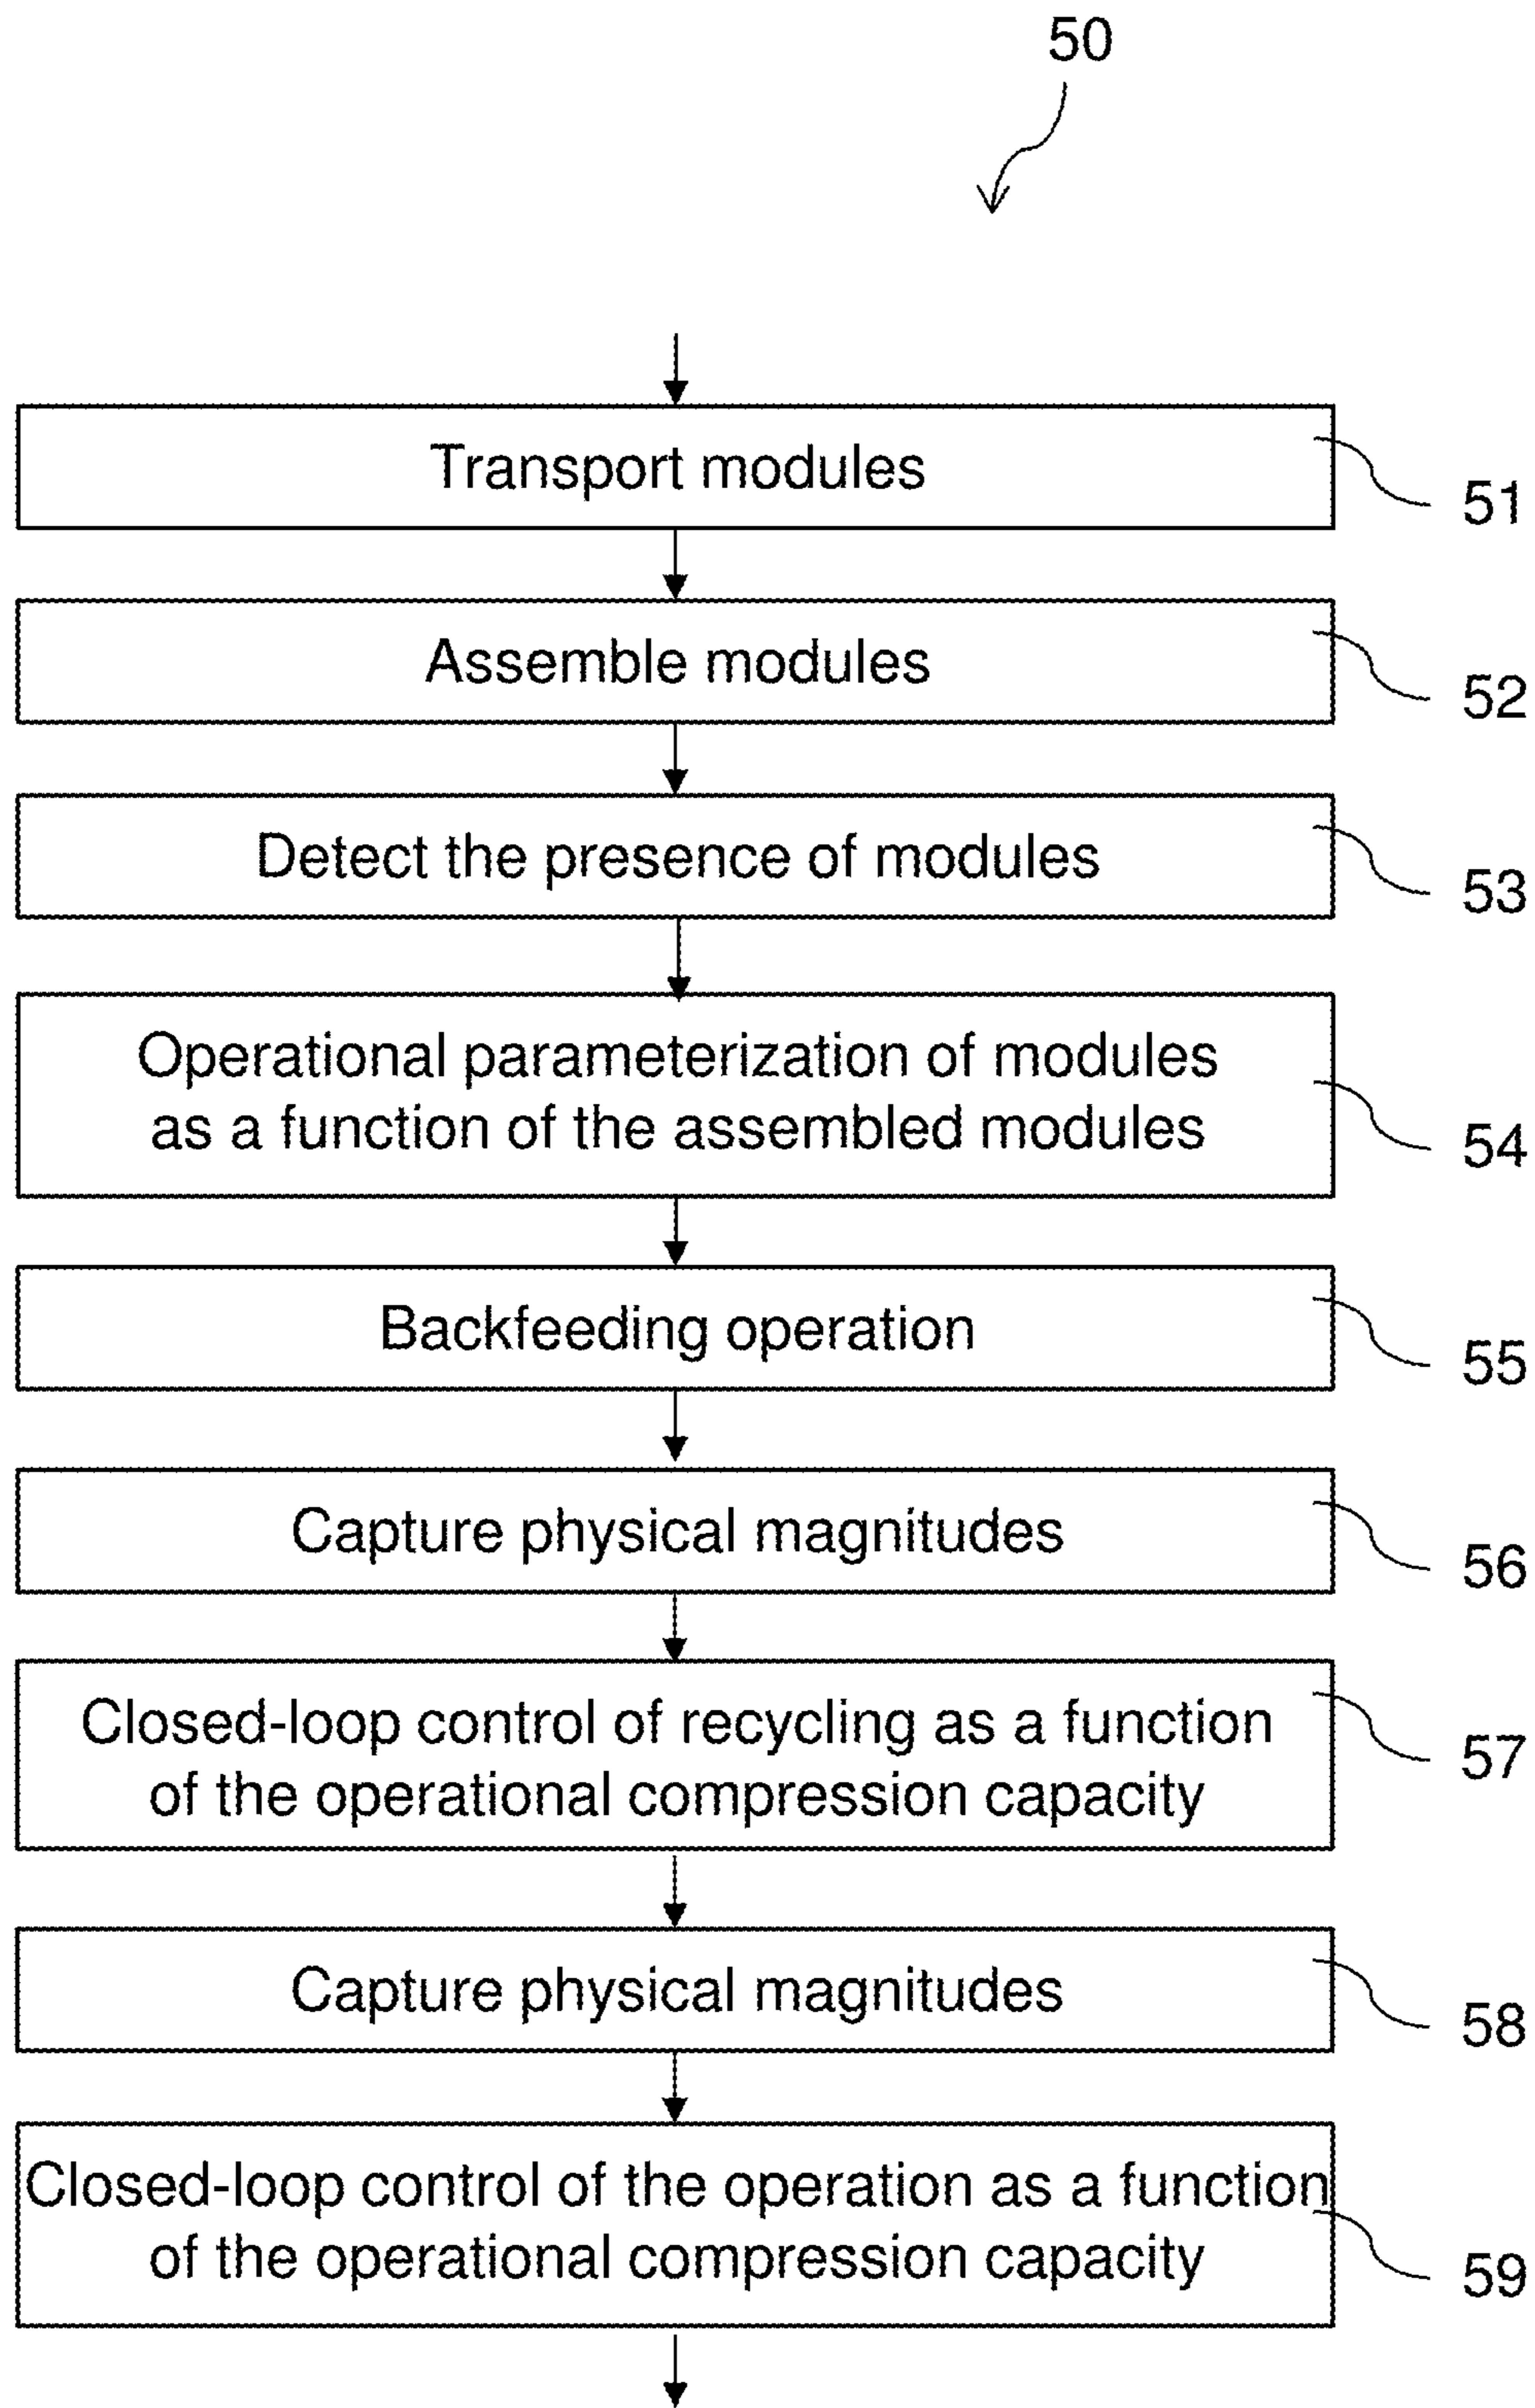 50
Transport modules
51
Assemble modules
52
Detect the presence of modules
53
Operational parameterization of modules
as a function of the assembled modules
54
Backfeeding operation
55
Capture physical magnitudes
56
Closed-loop control of recycling as a function
of the operational compression capacity
57
Capture physical magnitudes
58
Closed-loop control of the operation as a function
of the operational compression capacity
59